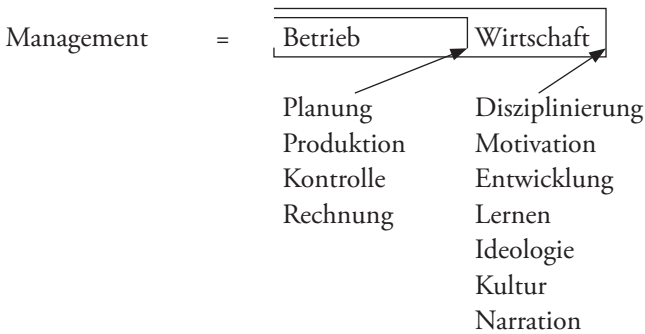 Management = Betrieb Wirtschaft
Planung Disziplinierung
Produktion Motivation
Kontrolle Entwicklung
Rechnung Lernen
Ideologie
Kultur
Narration